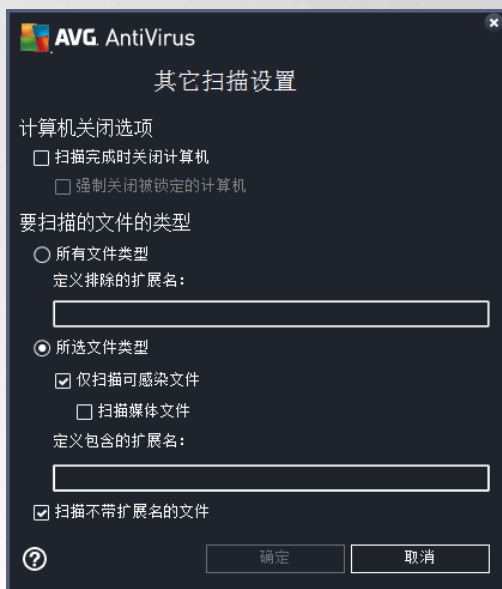 AVG. AntiVirus
其它扫描设置
计算机关闭选项
扫描完成时关闭计算机
强制关闭被锁定的计算机
要扫描的文件的类型
所有文件类型
定义排除的扩展名：
所选文件类型
仅扫描可感染文件
扫描媒体文件
定义包含的扩展名：
扫描不带扩展名的文件
确定 取消